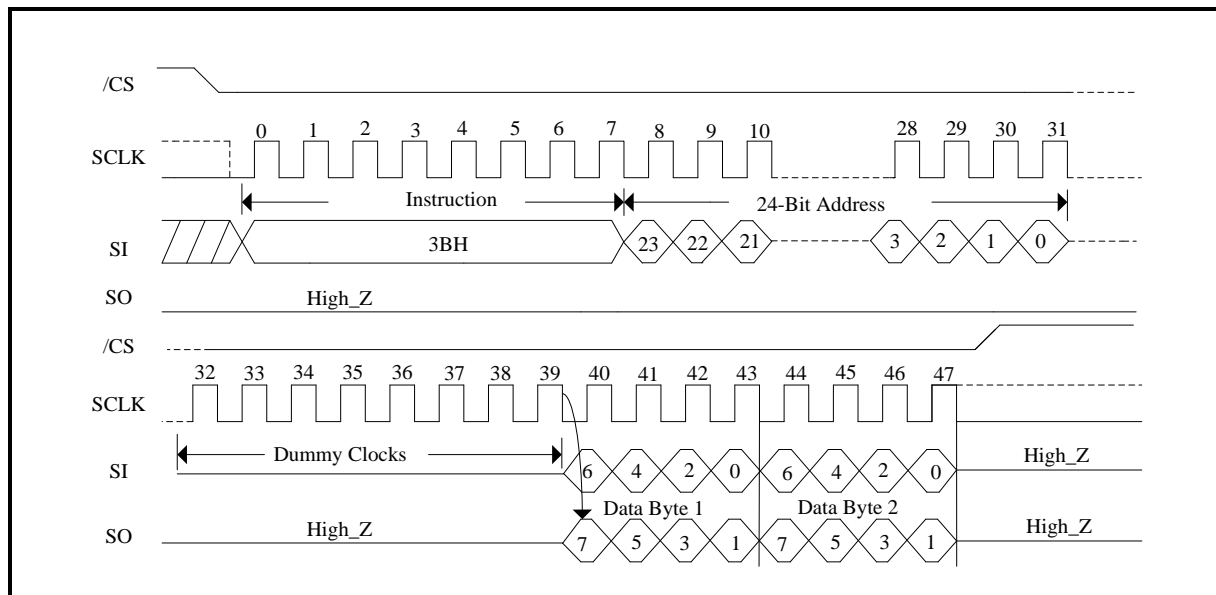 /CS
0 1 2 3 4 5 6 7 8 9 10 28 29 30 31
SCLK
Instruction 24-Bit Address
SI 3BH 23 22 21 3 2 1 0
SO High_Z
/CS
32 33 34 35 36 37 38 39 40 41 42 43 44 45 46 47
SCLK
Dummy Clocks
SI 6 4 2 0 6 4 2 0 High_Z
Data Byte 1 Data Byte 2
SO High_Z 7 5 3 1 7 5 3 1 High_Z